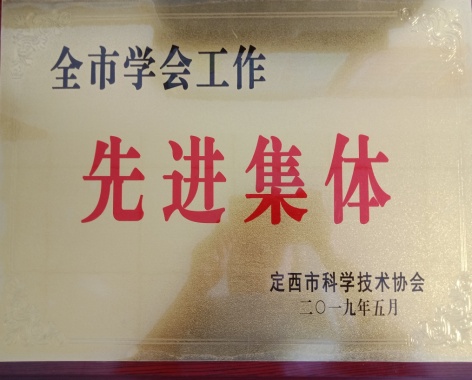 全市学会工作
先进集体
定西市科学技术协会
二〇一九年五月